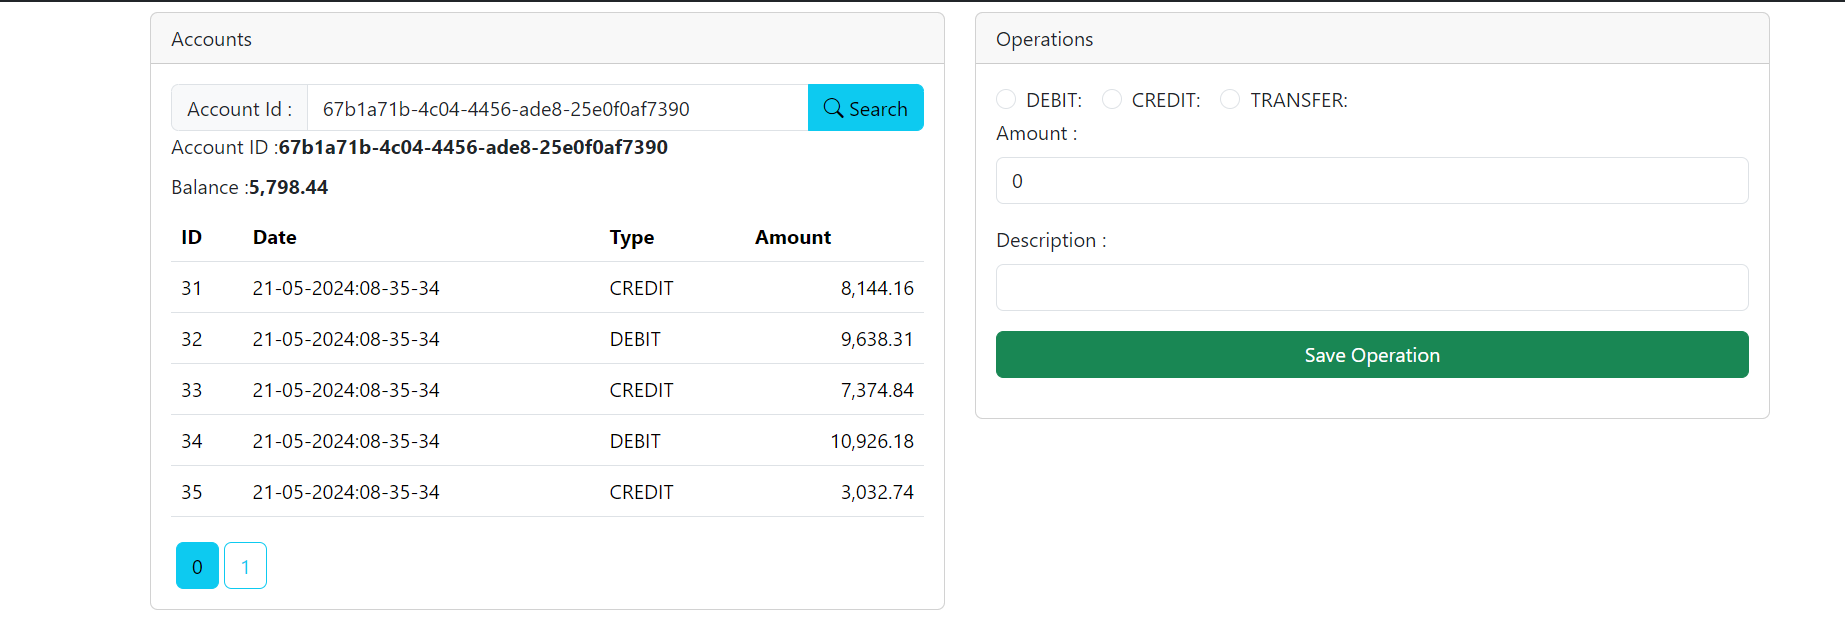 Accounts
Account Id : 67b1a71b-4c04-4456-ade8-25e0f0af7390 Search
Account ID :67b1a71b-4c04-4456-ade8-25e0f0af7390
Balance :5,798.44
ID Date Type Amount
31 21-05-2024:08-35-34 CREDIT 8,144.16
32 21-05-2024:08-35-34 DEBIT 9,638.31
33 21-05-2024:08-35-34 CREDIT 7,374.84
34 21-05-2024:08-35-34 DEBIT 10,926.18
35 21-05-2024:08-35-34 CREDIT 3,032.74
0 1
Operations
DEBIT: CREDIT: TRANSFER:
Amount :
0
Description :
Save Operation